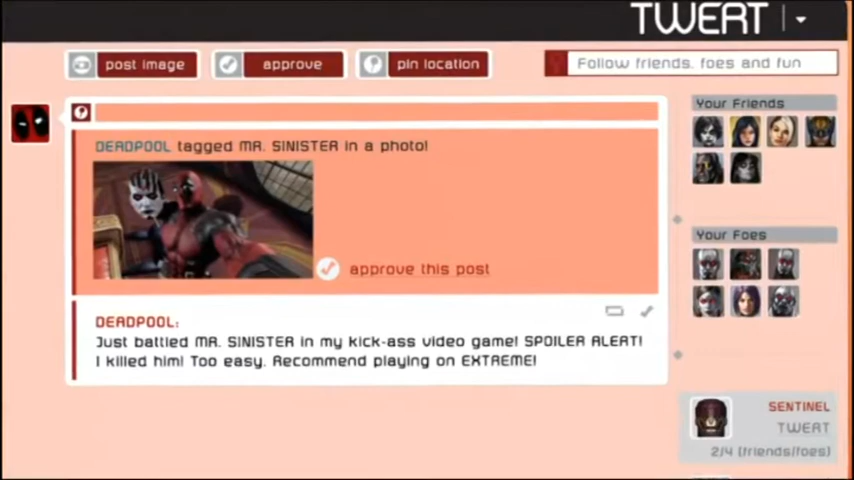 TWERT
post image
approve
pin location
Follow friends, foes and fun
Your Friends
DEADPOOL tagged MR. SINISTER in a photo!
approve this post
Your Foes
DEADPOOL:
Just battled MR. SINISTER in my kick-ass video game! SPOILER ALERT!
I killed him! Too easy. Recommend playing on EXTREME!
SENTINEL
TWERT
2/4 (friends/foes)